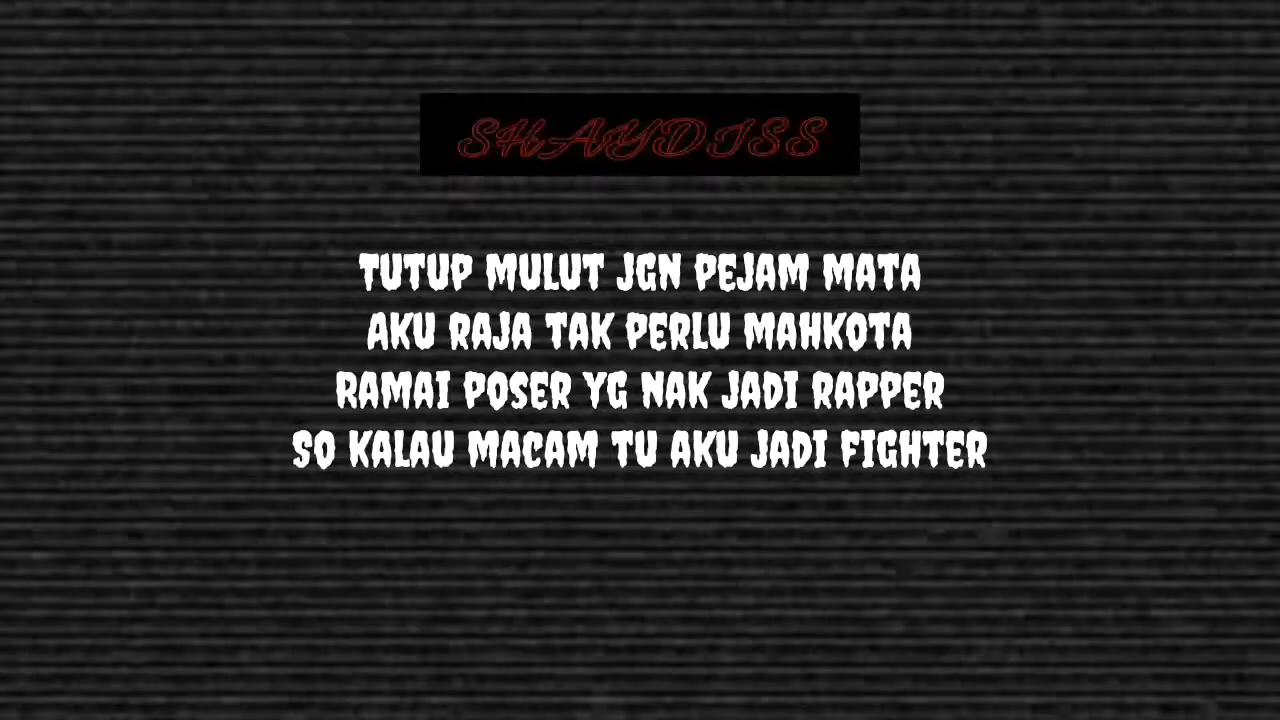 SHAYDISS
TUTUP MULUT JGN PEJAM MATA
AKU RAJA TAK PERLU MAHKOTA
RAMAI POSER YG NAK JADI RAPPER
SO KALAU MACAM TU AKU JADI FIGHTER